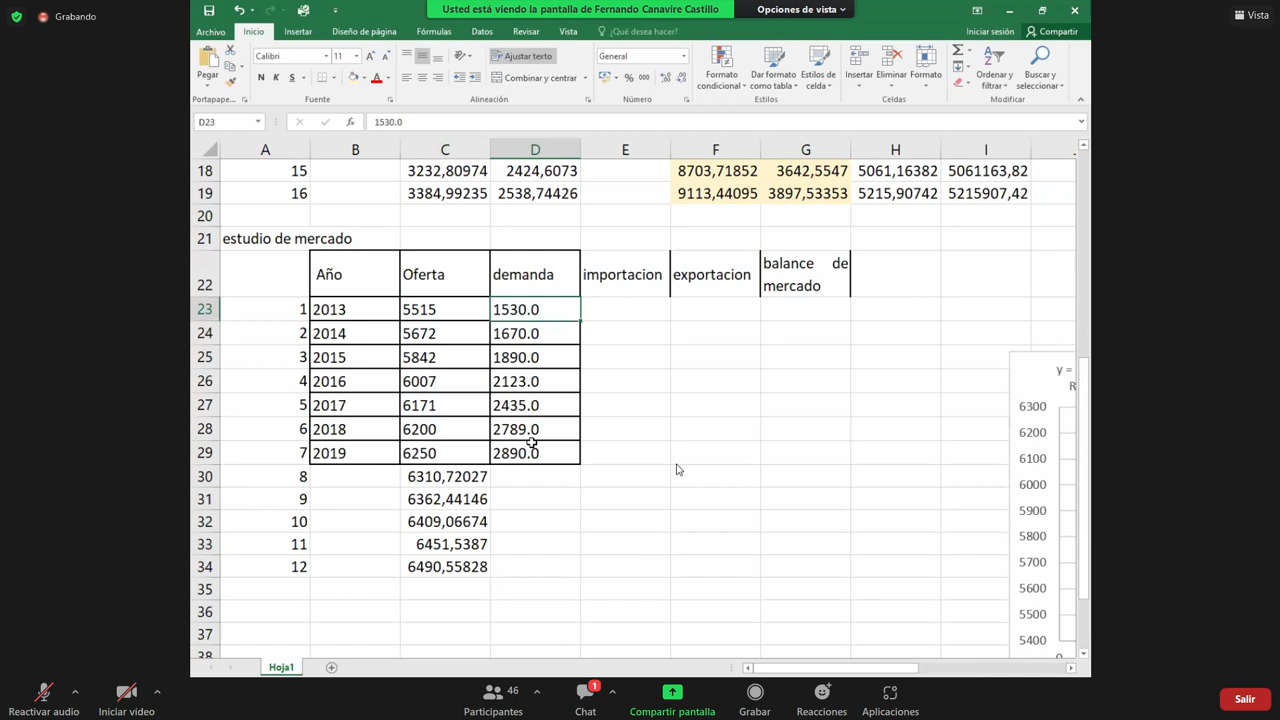 Grabando
Usted está viendo la pantalla de Fernando Canavire Castillo
Opciones de vista
Vista
Archivo Inicio Insertar Diseño de página Fórmulas Datos Revisar Vista ¿Qué desea hacer? Iniciar sesión Compartir
Calibri 11 Ajustar texto General
Pegar
N K S Combinar y centrar % 000
Formato condicional Dar formato como tabla Estilos de celda Insertar Eliminar Formato Ordenar y filtrar Buscar y seleccionar
Portapape... Fuente Alineación Número Estilos Celdas Modificar
D23 fx 1530.0
A B C D E F G H I
18 15 3232,80974 2424,6073 8703,71852 3642,5547 5061,16382 5061163,82
19 16 3384,99235 2538,74426 9113,44095 3897,53353 5215,90742 5215907,42
20
21 estudio de mercado
22 Año Oferta demanda importacion exportacion balance de mercado
23 1 2013 5515 1530.0
24 2 2014 5672 1670.0
25 3 2015 5842 1890.0
26 4 2016 6007 2123.0
27 5 2017 6171 2435.0
28 6 2018 6200 2789.0
29 7 2019 6250 2890.0
30 8 6310,72027
31 9 6362,44146
32 10 6409,06674
33 11 6451,5387
34 12 6490,55828
35
36
37
38
y =
R
6300
6200
6100
6000
5900
5800
5700
5600
5500
5400
0
Hoja1
Reactivar audio Iniciar video 46 Participantes 1 Chat Compartir pantalla Grabar Reacciones Aplicaciones Salir